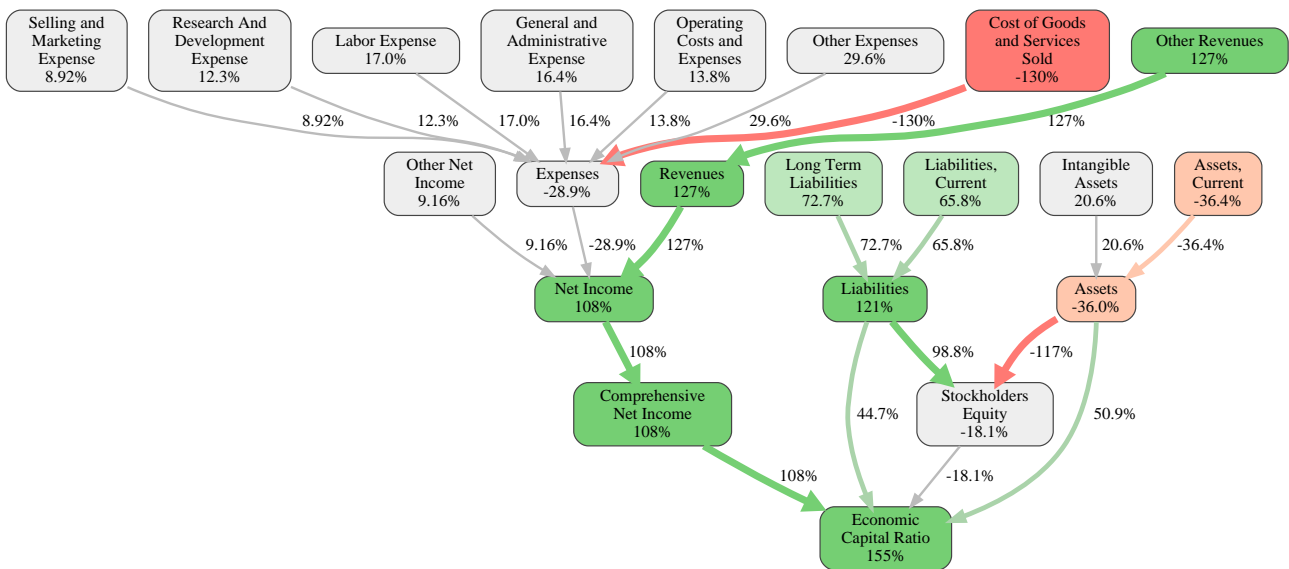 Selling and
Marketing
Expense
8.92%
Research And
Development
Expense
12.3%
Labor Expense
17.0%
General and
Administrative
Expense
16.4%
Operating
Costs and
Expenses
13.8%
Other Expenses
29.6%
Cost of Goods
and Services
Sold
-130%
Other Revenues
127%
8.92%
12.3%
17.0%
16.4%
13.8%
29.6%
-130%
127%
Other Net
Income
9.16%
Expenses
-28.9%
Revenues
127%
Long Term
Liabilities
72.7%
Liabilities,
Current
65.8%
Intangible
Assets
20.6%
Assets,
Current
-36.4%
9.16%
-28.9%
127%
72.7%
65.8%
20.6%
-36.4%
Net Income
108%
Liabilities
121%
Assets
-36.0%
108%
98.8%
-117%
Comprehensive
Net Income
108%
44.7%
Stockholders
Equity
-18.1%
50.9%
108%
-18.1%
Economic
Capital Ratio
155%